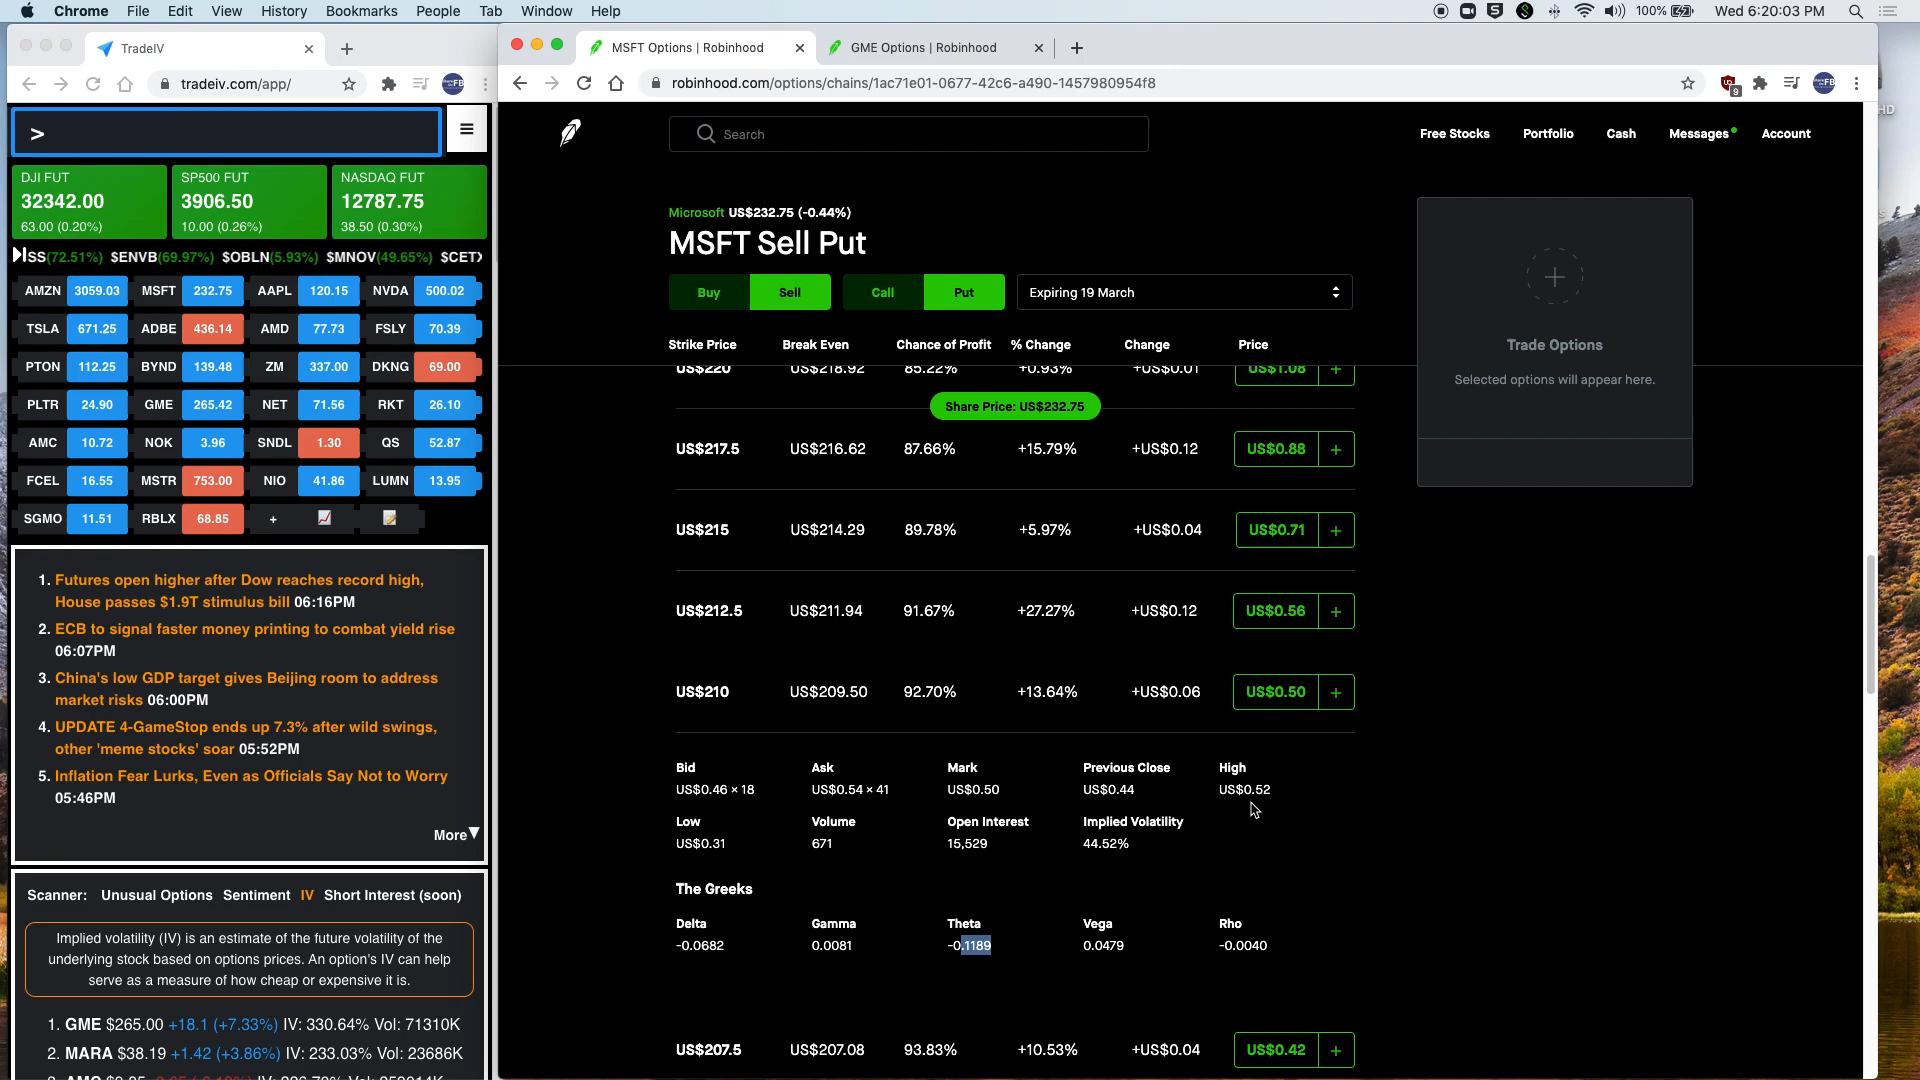 Chrome File Edit View History Bookmarks People Tab Window Help 100% Wed 6:20:03 PM
TradeIV
MSFT Options | Robinhood
GME Options | Robinhood
tradeiv.com/app/
robinhood.com/options/chains/1ac71e01-0677-42c6-a490-1457980954f8
9
HD
>
DJI FUT
32342.00
63.00 (0.20%)
SP500 FUT
3906.50
10.00 (0.26%)
NASDAQ FUT
12787.75
38.50 (0.30%)
SS(72.51%) $ENVB(69.97%) $OBLN(5.93%) $MNOV(49.65%) $CETX
AMZN 3059.03 MSFT 232.75 AAPL 120.15 NVDA 500.02
TSLA 671.25 ADBE 436.14 AMD 77.73 FSLY 70.39
PTON 112.25 BYND 139.48 ZM 337.00 DKNG 69.00
PLTR 24.90 GME 265.42 NET 71.56 RKT 26.10
AMC 10.72 NOK 3.96 SNDL 1.30 QS 52.87
FCEL 16.55 MSTR 753.00 NIO 41.86 LUMN 13.95
SGMO 11.51 RBLX 68.85 +
1. Futures open higher after Dow reaches record high,
House passes $1.9T stimulus bill 06:16PM
2. ECB to signal faster money printing to combat yield rise
06:07PM
3. China's low GDP target gives Beijing room to address
market risks 06:00PM
4. UPDATE 4-GameStop ends up 7.3% after wild swings,
other 'meme stocks' soar 05:52PM
5. Inflation Fear Lurks, Even as Officials Say Not to Worry
05:46PM
More▼
Scanner: Unusual Options Sentiment IV Short Interest (soon)
Implied volatility (IV) is an estimate of the future volatility of the
underlying stock based on options prices. An option's IV can help
serve as a measure of how cheap or expensive it is.
1. GME $265.00 +18.1 (+7.33%) IV: 330.64% Vol: 71310K
2. MARA $38.19 +1.42 (+3.86%) IV: 233.03% Vol: 23686K
Search
Free Stocks Portfolio Cash Messages Account
Microsoft US$232.75 (-0.44%)
MSFT Sell Put
Buy Sell Call Put Expiring 19 March
Strike Price Break Even Chance of Profit % Change Change Price
US$220 US$218.92 85.22% +0.93% +US$0.01 US$1.08 +
Share Price: US$232.75
US$217.5 US$216.62 87.66% +15.79% +US$0.12 US$0.88 +
US$215 US$214.29 89.78% +5.97% +US$0.04 US$0.71 +
US$212.5 US$211.94 91.67% +27.27% +US$0.12 US$0.56 +
US$210 US$209.50 92.70% +13.64% +US$0.06 US$0.50 +
Bid Ask Mark Previous Close High
US$0.46 × 18 US$0.54 × 41 US$0.50 US$0.44 US$0.52
Low Volume Open Interest Implied Volatility
US$0.31 671 15,529 44.52%
The Greeks
Delta Gamma Theta Vega Rho
-0.0682 0.0081 -0.1189 0.0479 -0.0040
US$207.5 US$207.08 93.83% +10.53% +US$0.04 US$0.42 +
Trade Options
Selected options will appear here.